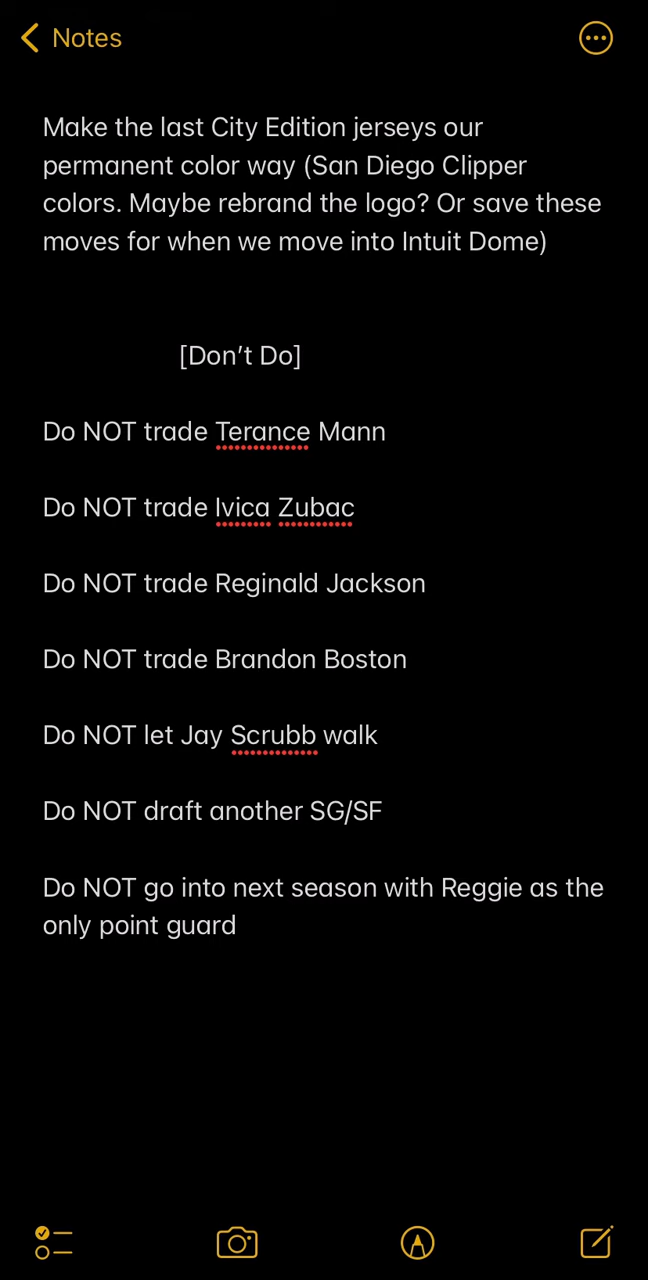 Notes
Make the last City Edition jerseys our
permanent color way (San Diego Clipper
colors. Maybe rebrand the logo? Or save these
moves for when we move into Intuit Dome)
[Don't Do]
Do NOT trade Terance Mann
Do NOT trade Ivica Zubac
Do NOT trade Reginald Jackson
Do NOT trade Brandon Boston
Do NOT let Jay Scrubb walk
Do NOT draft another SG/SF
Do NOT go into next season with Reggie as the
only point guard